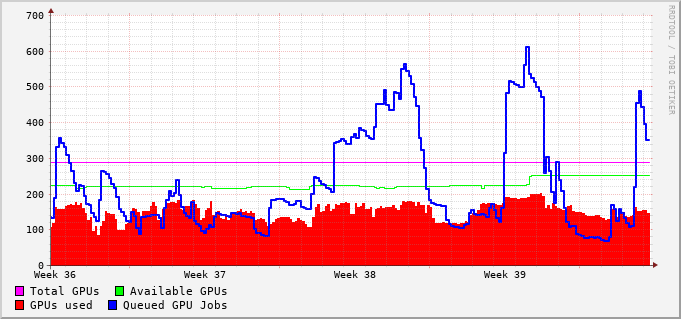 700
600
500
400
300
200
100
0
Week 36 Week 37 Week 38 Week 39
Total GPUs Available GPUs
GPUs used Queued GPU Jobs
RRDTOOL / TOBI OETIKER